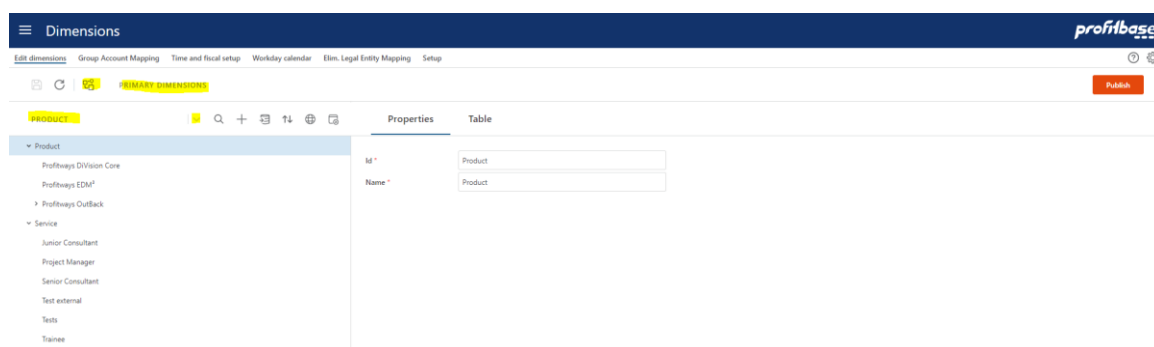 Dimensions
profitbase
Edit dimensions Group Account Mapping Time and fiscal setup Workday calendar Elim. Legal Entity Mapping Setup
PRIMARY DIMENSIONS Publish
PRODUCT Properties Table
Product
Profitways DiVision Core
Profitways EDM²
Profitways OutBack
Service
Junior Consultant
Project Manager
Senior Consultant
Test external
Tests
Trainee
Id * Product
Name * Product